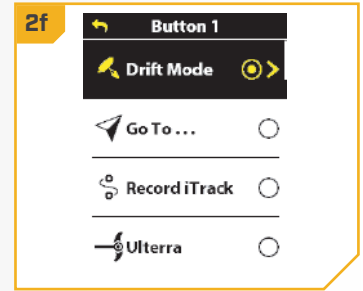 2f
Button 1
Drift Mode
Go To ...
Record iTrack
Ulterra